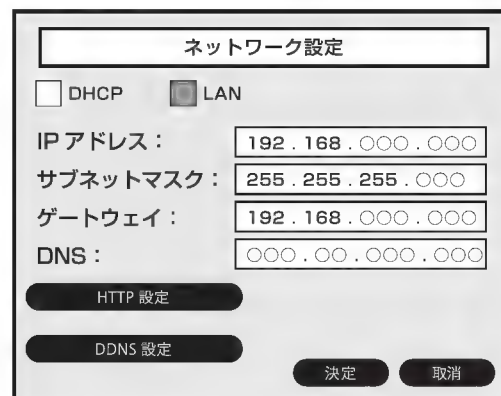 ネットワーク設定
DHCP LAN
IPアドレス： 192 . 168 . ○○○ . ○○○
サブネットマスク： 255 . 255 . 255 . ○○○
ゲートウェイ： 192 . 168 . ○○○ . ○○○
DNS： ○○○ . ○○ . ○○○ . ○○○
HTTP 設定
DDNS 設定
決定 取消